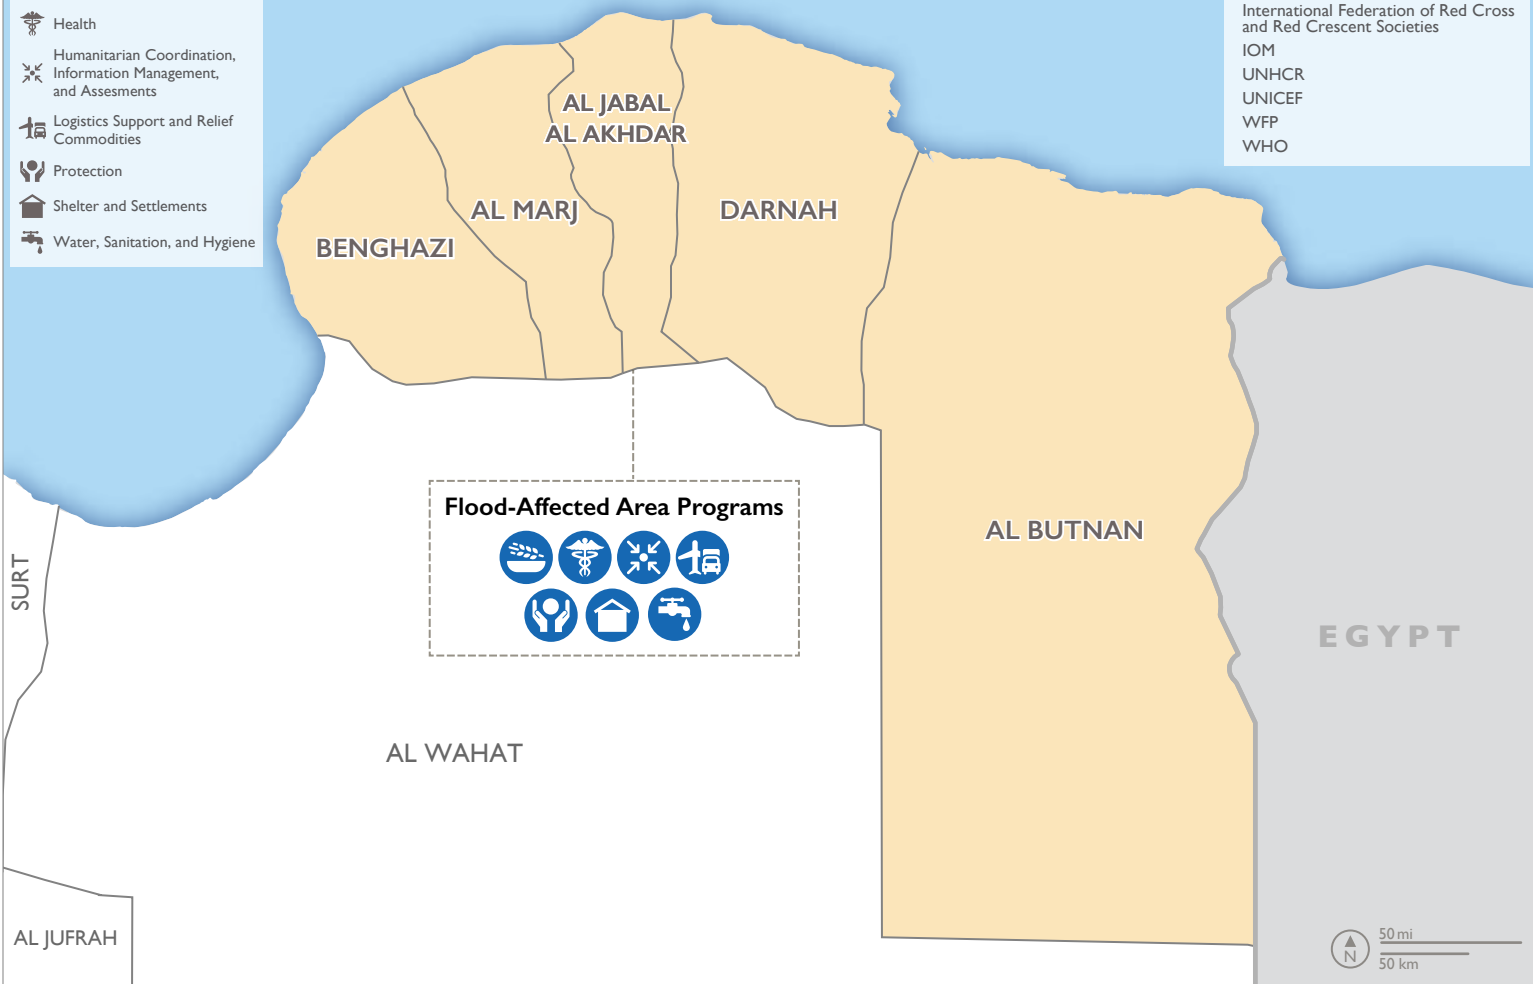 Health
Humanitarian Coordination,
Information Management,
and Assesments
Logistics Support and Relief
Commodities
Protection
Shelter and Settlements
Water, Sanitation, and Hygiene
International Federation of Red Cross
and Red Crescent Societies
IOM
UNHCR
UNICEF
WFP
WHO
AL JABAL
AL AKHDAR
AL MARJ
DARNAH
BENGHAZI
Flood-Affected Area Programs
AL BUTNAN
SURT
EGYPT
AL WAHAT
AL JUFRAH
50 mi
N
50 km